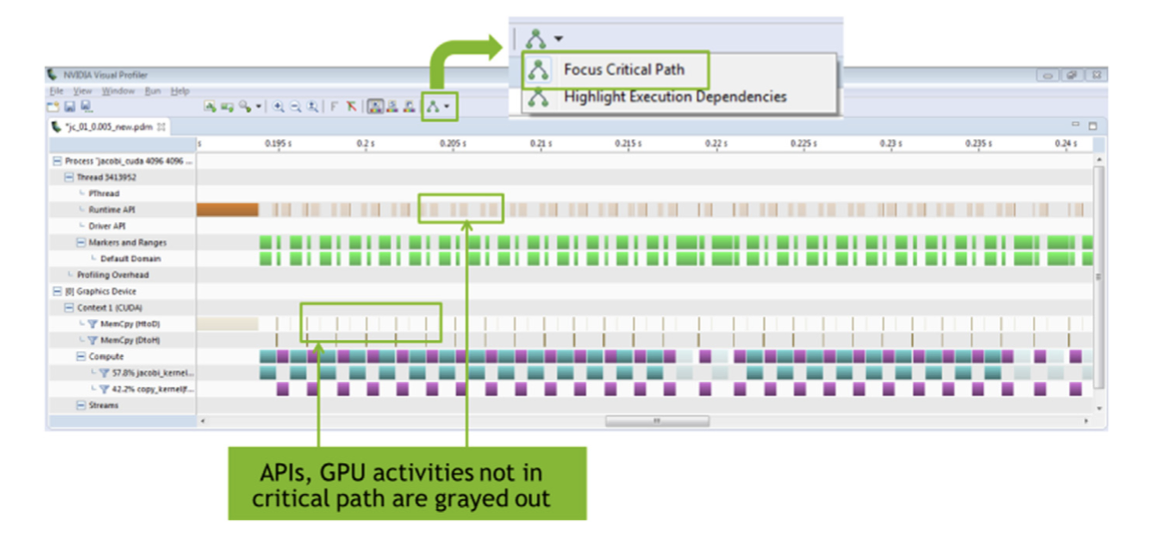 Focus Critical Path
Highlight Execution Dependencies
NVIDIA Visual Profiler
File View Window Run Help
*jc_01_0.005_new.pdm
s 0.195 s 0.2 s 0.205 s 0.21 s 0.215 s 0.22 s 0.225 s 0.23 s 0.235 s 0.24 s
Process "jacobi_cuda 4096 4096 ...
Thread 3413952
PThread
Runtime API
Driver API
Markers and Ranges
Default Domain
Profiling Overhead
[0] Graphics Device
Context 1 (CUDA)
MemCpy (HtoD)
MemCpy (DtoH)
Compute
57.8% jacobi_kernel...
42.2% copy_kernel(f...
Streams
APIs, GPU activities not in
critical path are grayed out